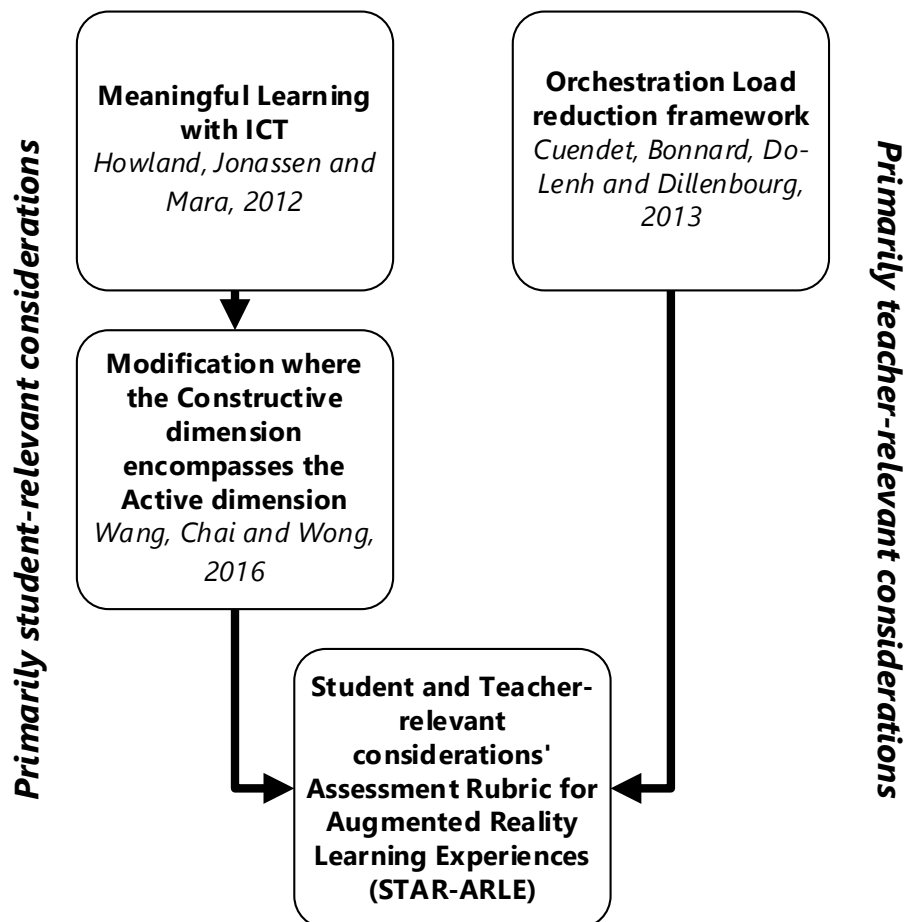 Primarily student-relevant considerations
Meaningful Learning
with ICT
Howland, Jonassen and
Mara, 2012
Orchestration Load
reduction framework
Cuendet, Bonnard, Do-
Lenh and Dillenbourg,
2013
Primarily teacher-relevant considerations
Modification where
the Constructive
dimension
encompasses the
Active dimension
Wang, Chai and Wong,
2016
Student and Teacher-
relevant
considerations'
Assessment Rubric for
Augmented Reality
Learning Experiences
(STAR-ARLE)